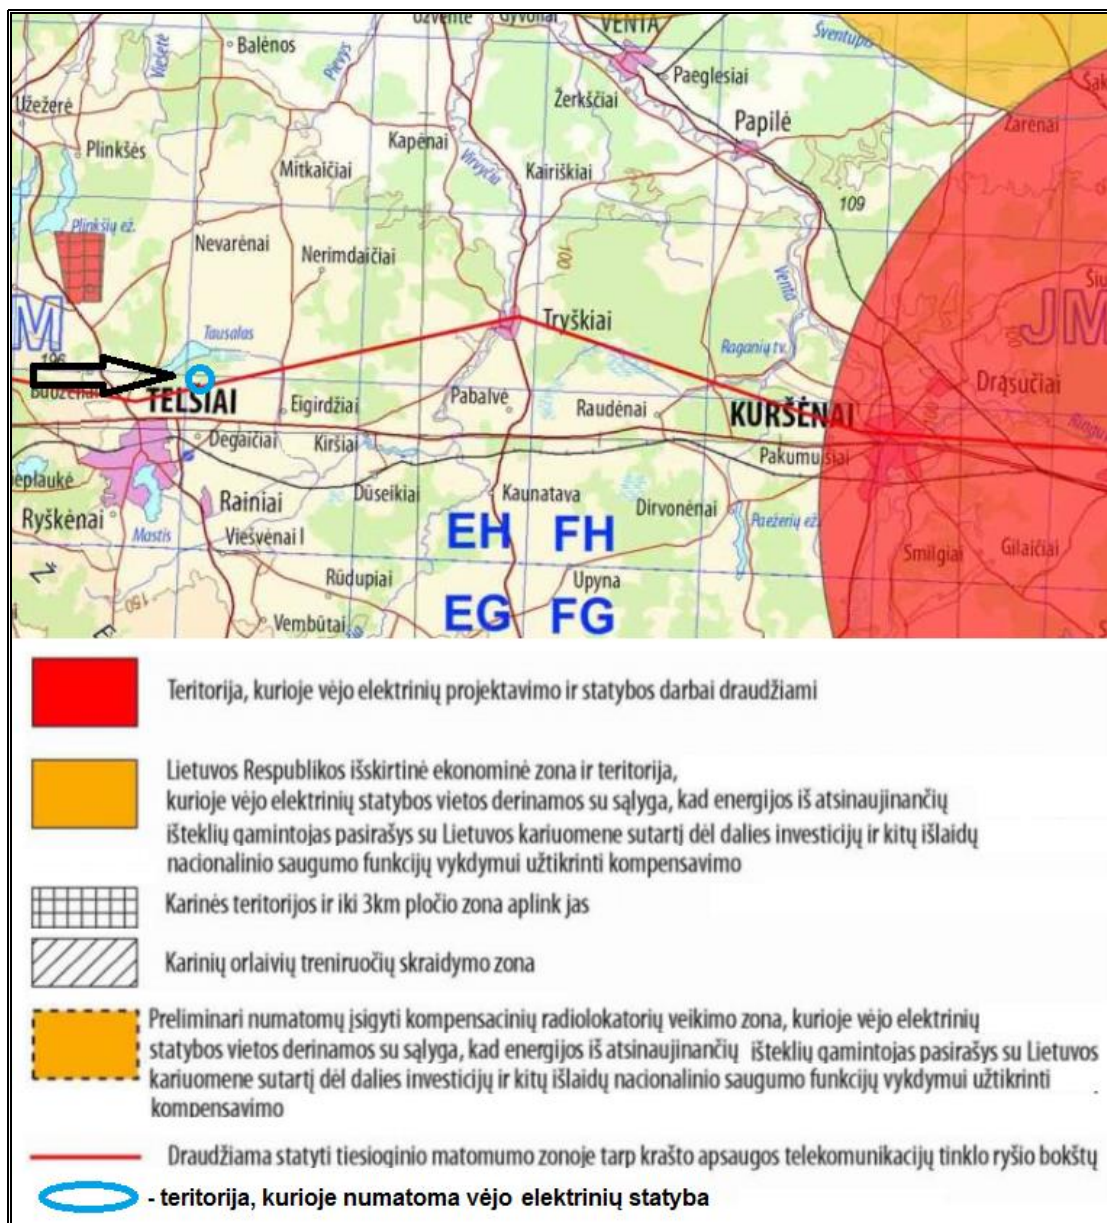 Užventė
Gyvoliai
VENTA
Šventupis
Viešetė
Balėnos
Pievys
Paeglesiai
Žerkščiai
Užežerė
Papilė
Žarėnai
Plinkšės
Kapėnai
Virvyčia
Mitkaičiai
Kairiškiai
109
Plinkšių ež.
Nevarėnai
Nerimdaičiai
100
Venta
M
Tausalas
Tryškiai
JM
196
Raganių tv.
Drąsučiai
TELŠIAI
Eigirdžiai
Pabalvė
Raudėnai
KURŠĖNAI
Degaičiai
Kiršiai
Pakumulšiai
eplaukė
Rainiai
Dūseikiai
Kaunatava
Dirvonėnai
Ryškėnai
Mastis
Viešvėnai I
EH FH
Paežerių ež.
Smilgiai
Gilaičiai
Rūdupiai
Upyna
150
Vembūtai
EG FG
Teritorija, kurioje vėjo elektrinių projektavimo ir statybos darbai draudžiami
Lietuvos Respublikos išskirtinė ekonominė zona ir teritorija,
kurioje vėjo elektrinių statybos vietos derinamos su sąlyga, kad energijos iš atsinaujinančių
išteklių gamintojas pasirašys su Lietuvos kariuomene sutartį dėl dalies investicijų ir kitų išlaidų
nacionalinio saugumo funkcijų vykdymui užtikrinti kompensavimo
Karinės teritorijos ir iki 3km pločio zona aplink jas
Karinių orlaivių treniruočių skraidymo zona
Preliminari numatomų įsigyti kompensacinių radiolokatorių veikimo zona, kurioje vėjo elektrinių
statybos vietos derinamos su sąlyga, kad energijos iš atsinaujinančių išteklių gamintojas pasirašys su Lietuvos
kariuomene sutartį dėl dalies investicijų ir kitų išlaidų nacionalinio saugumo funkcijų vykdymui užtikrinti
kompensavimo
Draudžiama statyti tiesioginio matomumo zonoje tarp krašto apsaugos telekomunikacijų tinklo ryšio bokštų
- teritorija, kurioje numatoma vėjo elektrinių statyba